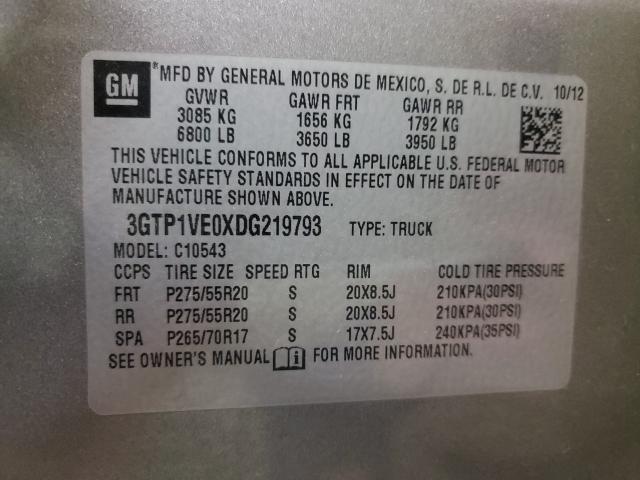 GM
®MFD BY GENERAL MOTORS DE MEXICO, S. DE R.L. DE C.V. 10/12
GVWR GAWR FRT GAWR RR
3085 KG 1656 KG 1792 KG
6800 LB 3650 LB 3950 LB
THIS VEHICLE CONFORMS TO ALL APPLICABLE U.S. FEDERAL MOTOR
VEHICLE SAFETY STANDARDS IN EFFECT ON THE DATE OF
MANUFACTURE SHOWN ABOVE.
3GTP1VE0XDG219793 TYPE: TRUCK
MODEL: C10543
CCPS TIRE SIZE SPEED RTG RIM COLD TIRE PRESSURE
FRT P275/55R20 S 20X8.5J 210KPA(30PSI)
RR P275/55R20 S 20X8.5J 210KPA(30PSI)
SPA P265/70R17 S 17X7.5J 240KPA(35PSI)
SEE OWNER'S MANUAL i FOR MORE INFORMATION.